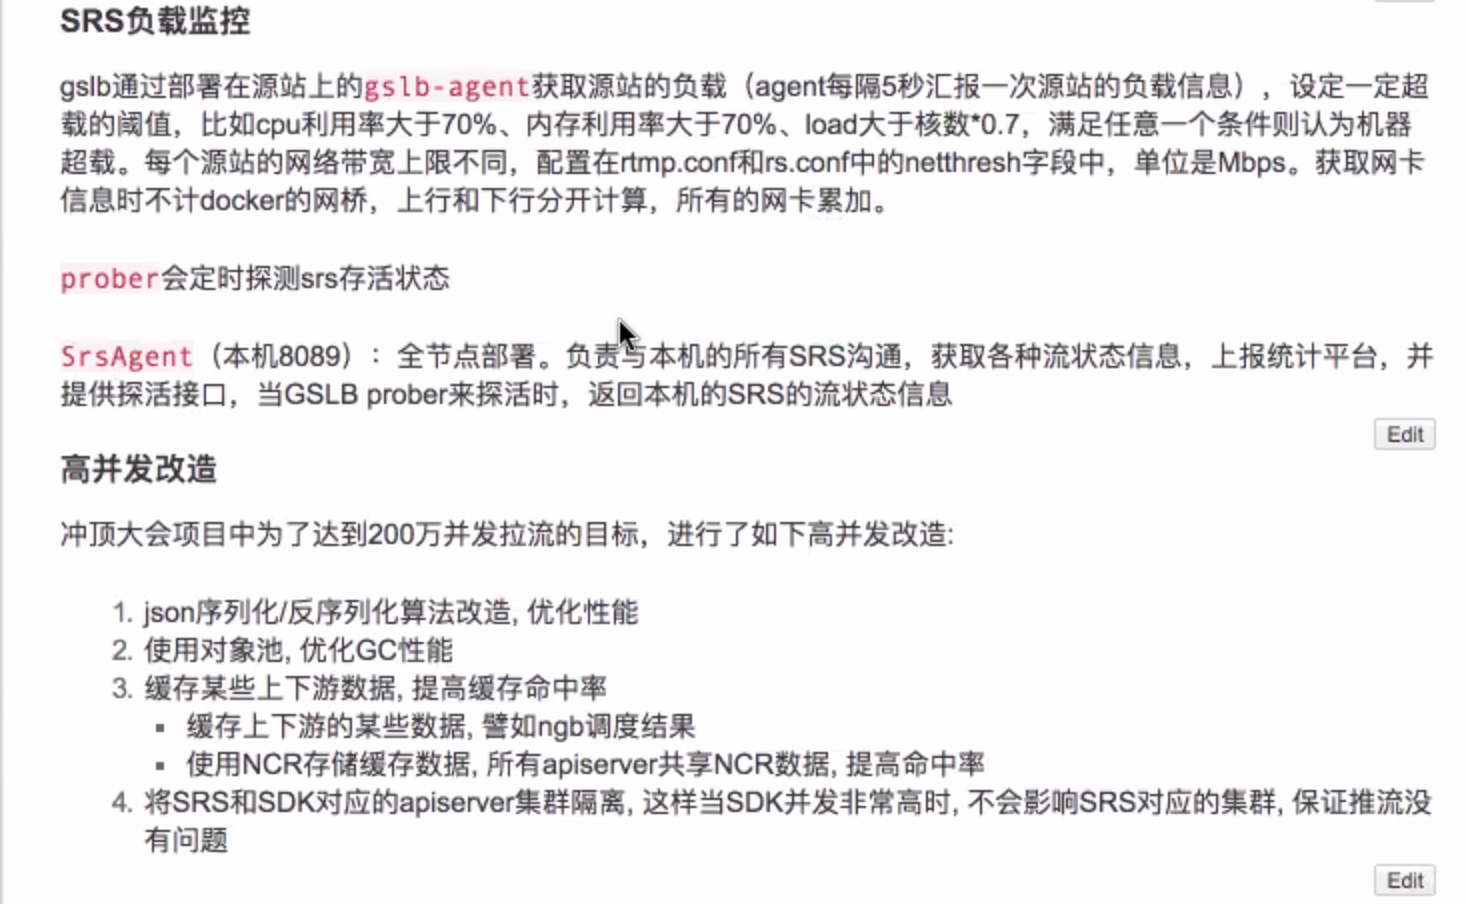 SRS负载监控
gslb通过部署在源站上的gslb-agent获取源站的负载（agent每隔5秒汇报一次源站的负载信息），设定一定超
载的阈值，比如cpu利用率大于70%、内存利用率大于70%、load大于核数*0.7，满足任意一个条件则认为机器
超载。每个源站的网络带宽上限不同，配置在rtmp.conf和rs.conf中的netthresh字段中，单位是Mbps。获取网卡
信息时不计docker的网桥，上行和下行分开计算，所有的网卡累加。
prober会定时探测srs存活状态
SrsAgent（本机8089）：全节点部署。负责与本机的所有SRS沟通，获取各种流状态信息，上报统计平台，并
提供探活接口，当GSLB prober来探活时，返回本机的SRS的流状态信息
Edit
高并发改造
冲顶大会项目中为了达到200万并发拉流的目标，进行了如下高并发改造:
1. json序列化/反序列化算法改造, 优化性能
2. 使用对象池, 优化GC性能
3. 缓存某些上下游数据, 提高缓存命中率
▪ 缓存上下游的某些数据, 譬如ngb调度结果
▪ 使用NCR存储缓存数据, 所有apiserver共享NCR数据, 提高命中率
4. 将SRS和SDK对应的apiserver集群隔离, 这样当SDK并发非常高时, 不会影响SRS对应的集群, 保证推流没
有问题
Edit